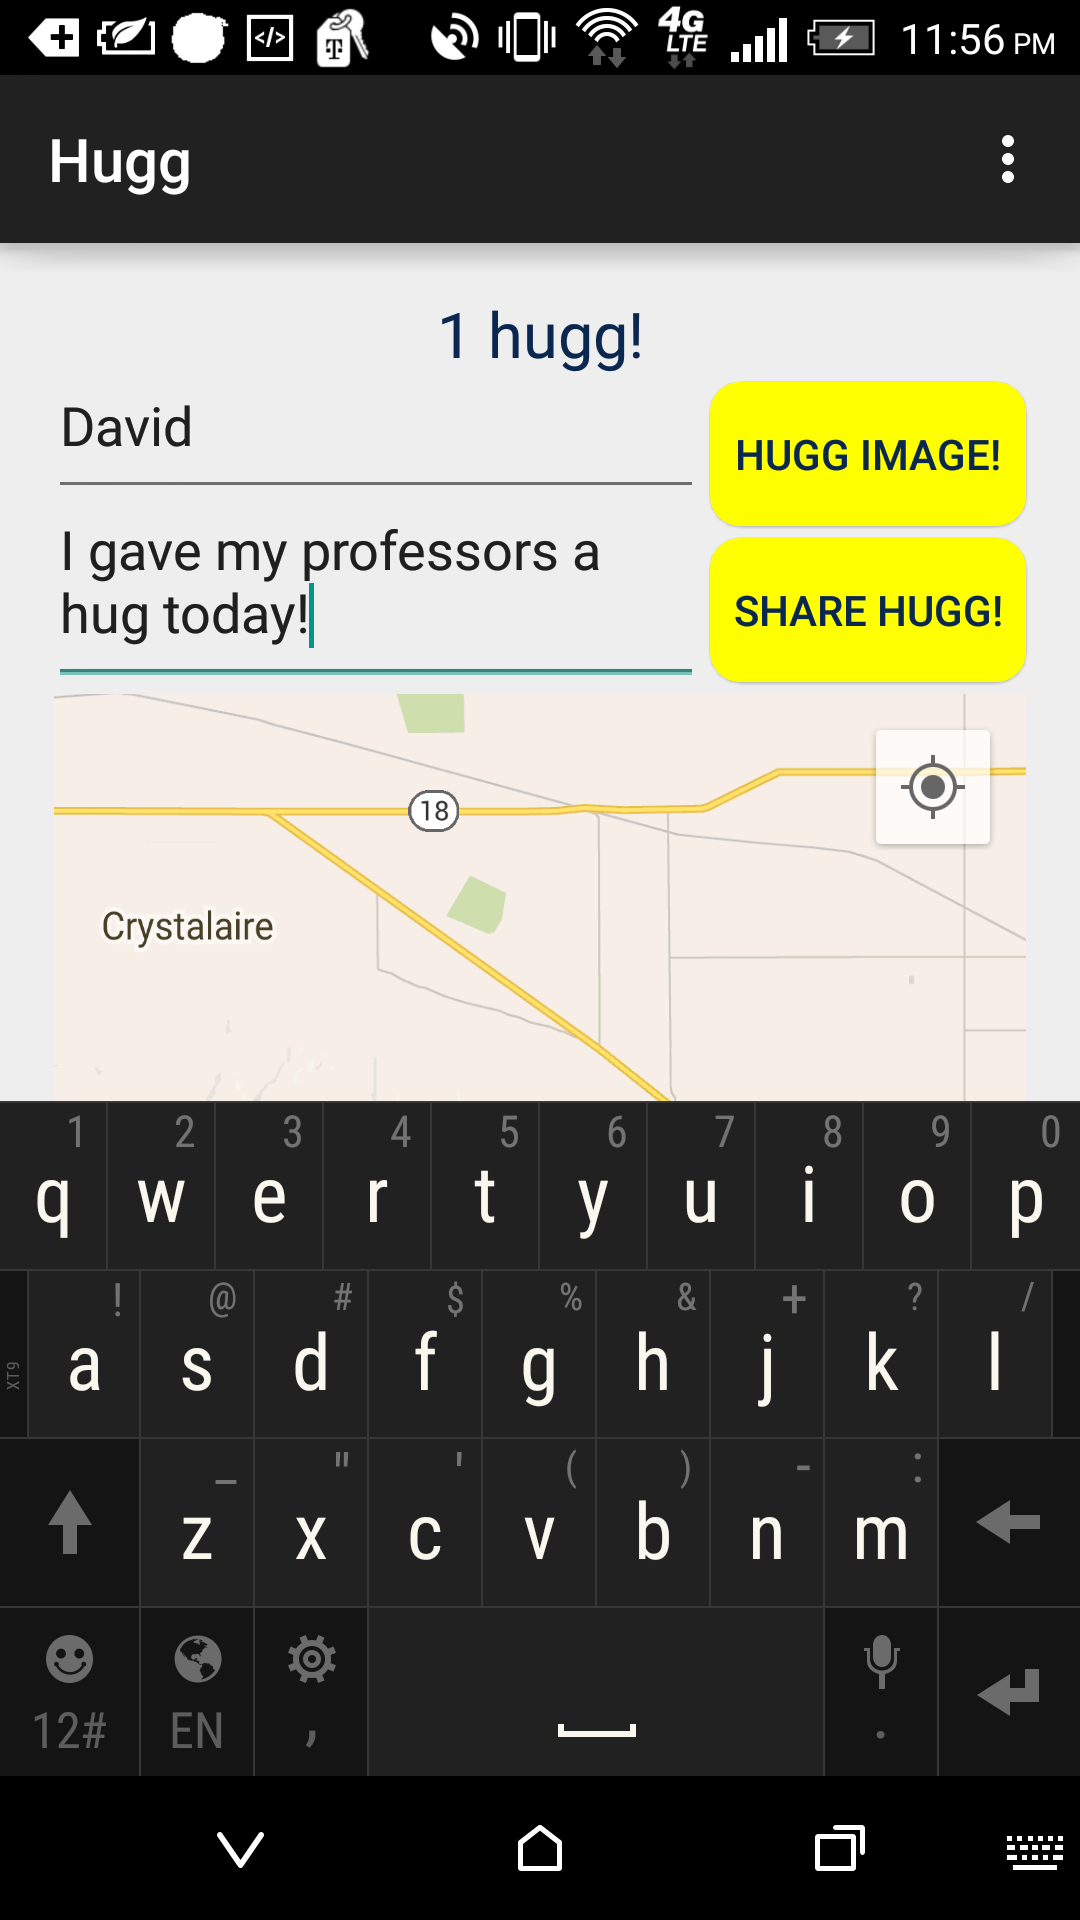 4G LTE 11:56 PM
Hugg
1 hugg!
David
HUGG IMAGE!
I gave my professors a
hug today!
SHARE HUGG!
18
Crystalaire
1 2 3 4 5 6 7 8 9 0
q w e r t y u i o p
! @ # $ % & + ? /
XT9 a s d f g h j k l
_ " ' ( ) - :
z x c v b n m
12# EN , .